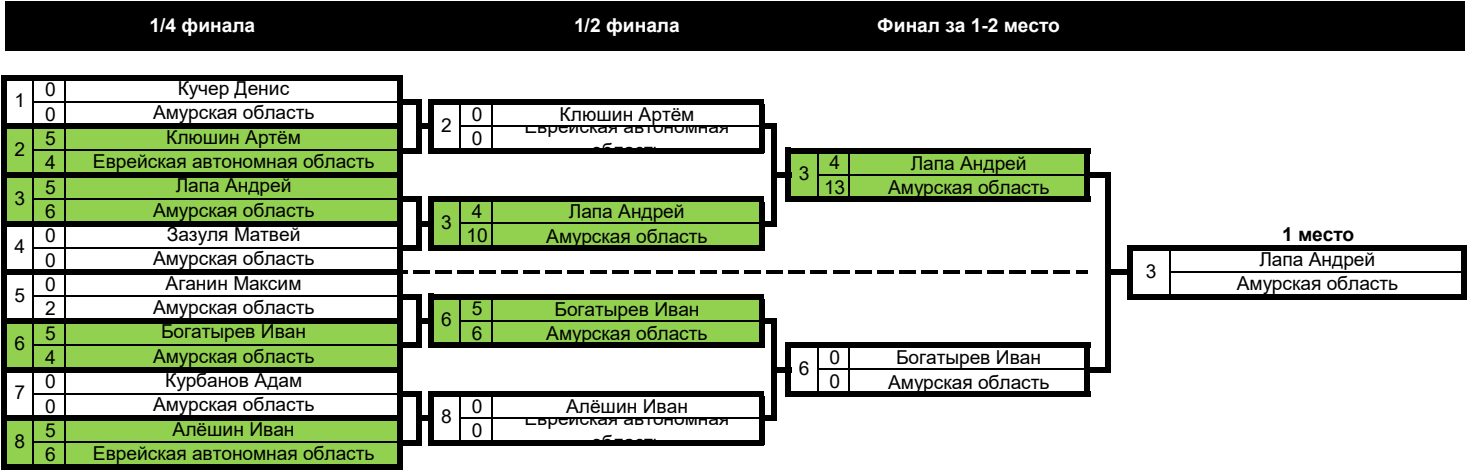 1/4 финала 1/2 финала Финал за 1-2 место
1 0 Кучер Денис
0 Амурская область
2 5 Клюшин Артём
4 Еврейская автономная область
3 5 Лапа Андрей
6 Амурская область
4 0 Зазуля Матвей
0 Амурская область
5 0 Аганин Максим
2 Амурская область
6 5 Богатырев Иван
4 Амурская область
7 0 Курбанов Адам
0 Амурская область
8 5 Алёшин Иван
6 Еврейская автономная область
2 0 Клюшин Артём
0 Еврейская автономная
область
3 4 Лапа Андрей
10 Амурская область
6 5 Богатырев Иван
6 Амурская область
8 0 Алёшин Иван
0 Еврейская автономная
область
3 4 Лапа Андрей
13 Амурская область
6 0 Богатырев Иван
0 Амурская область
1 место
3 Лапа Андрей
Амурская область